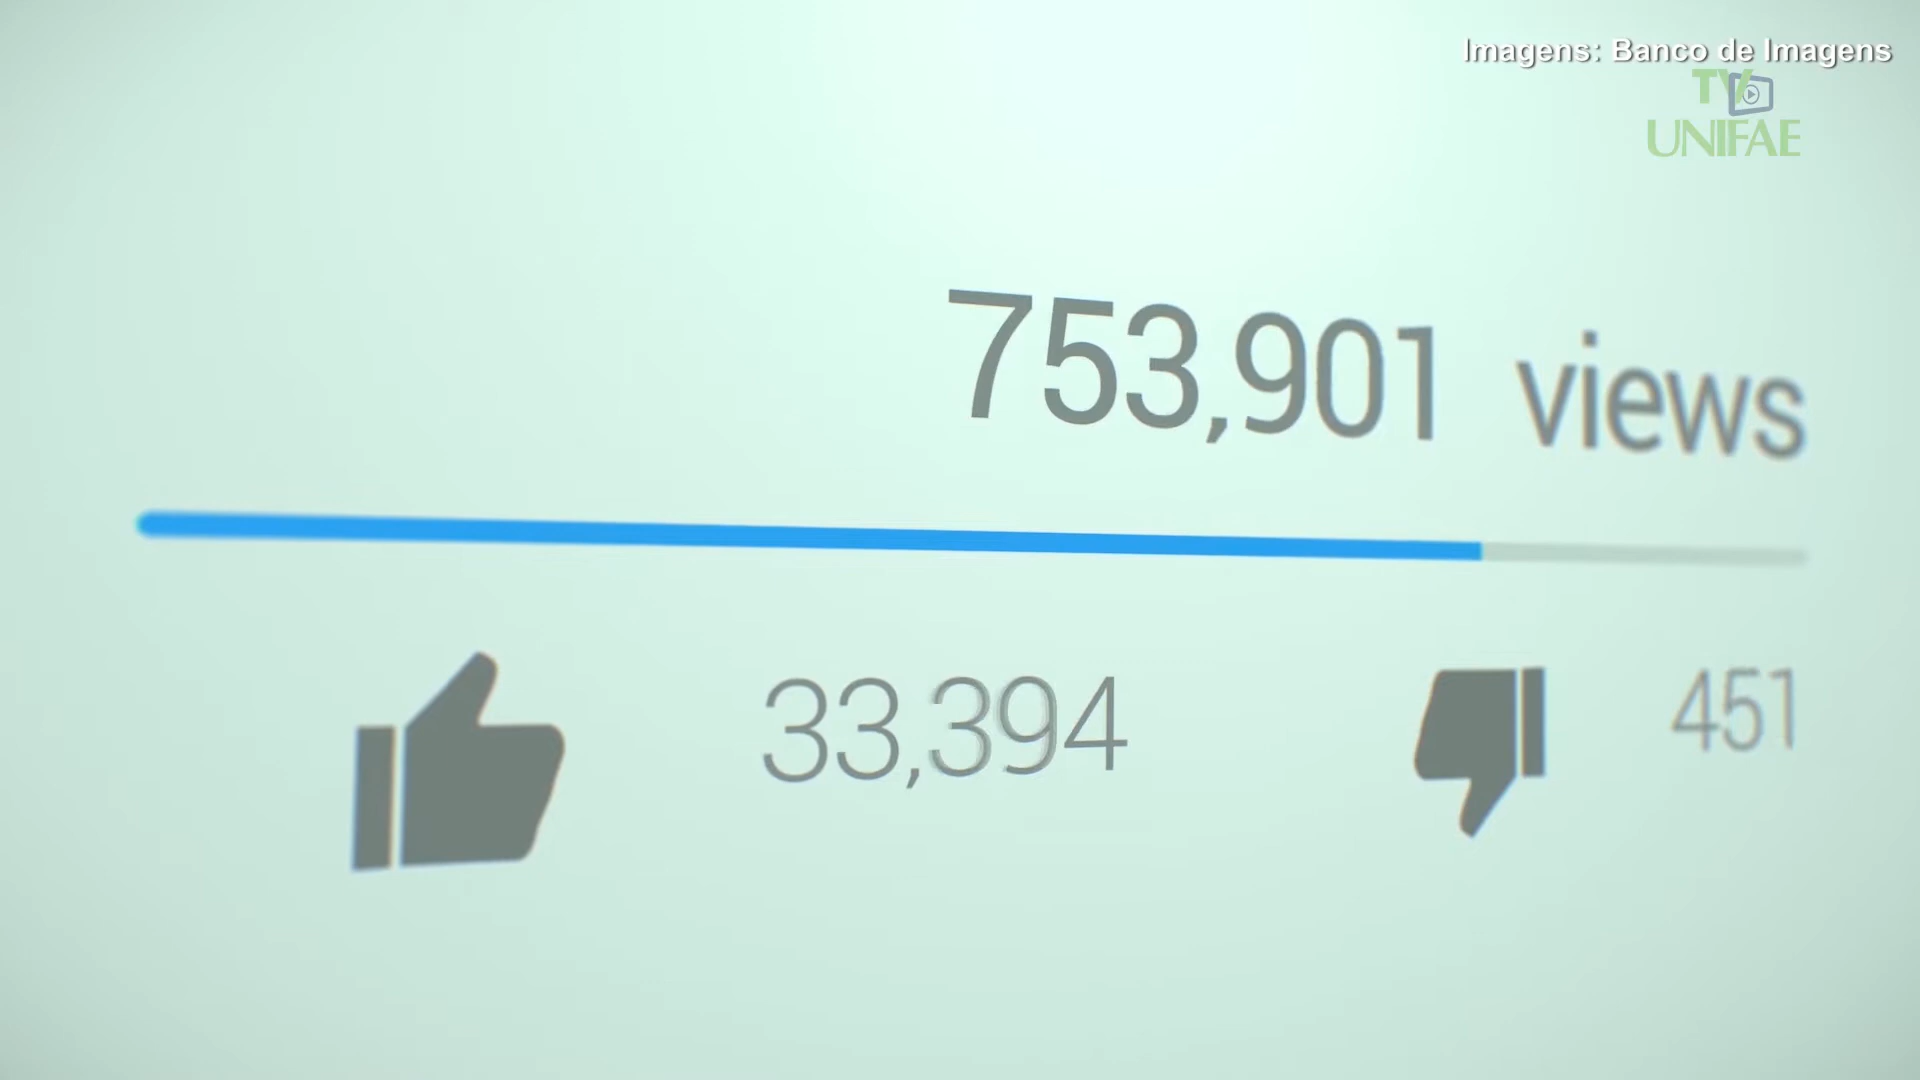 Imagens: Banco de Imagens
TV
UNIFAE
753,901 views
33,394
451